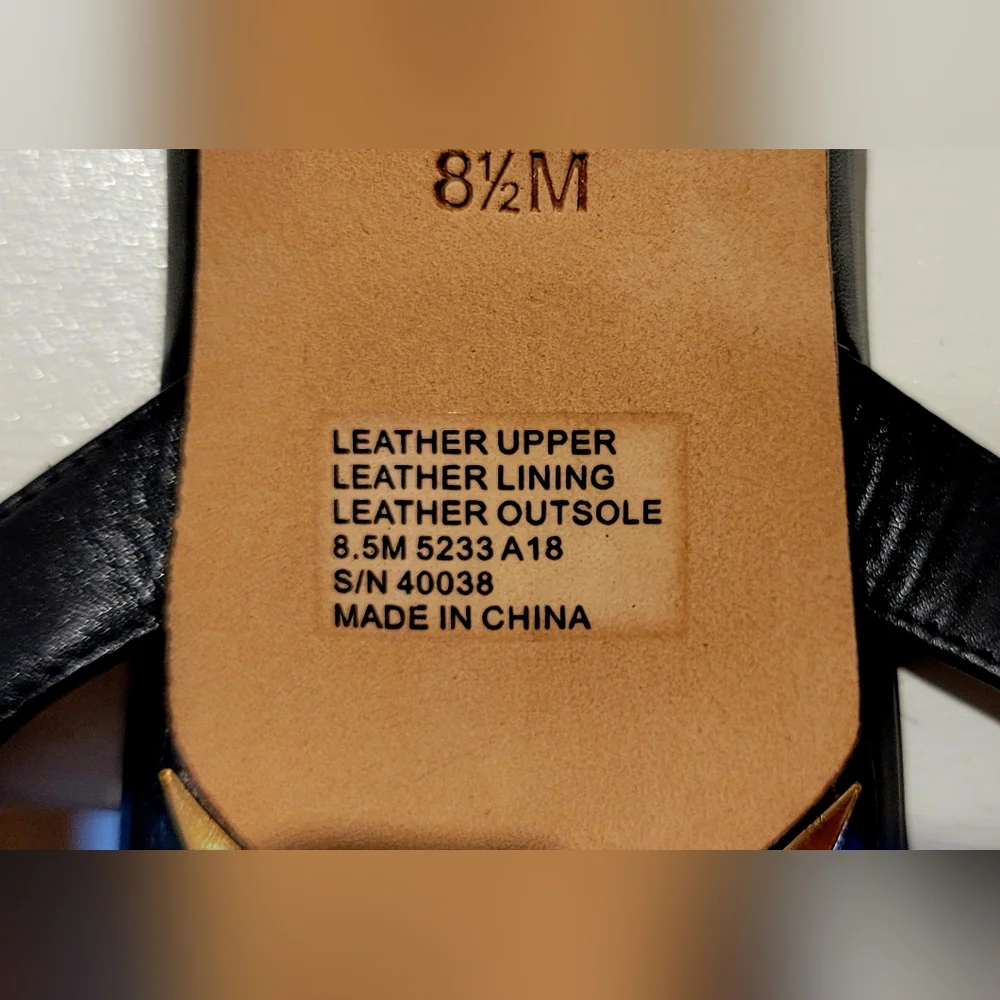 8½M
LEATHER UPPER
LEATHER LINING
LEATHER OUTSOLE
8.5M 5233 A18
S/N 40038
MADE IN CHINA